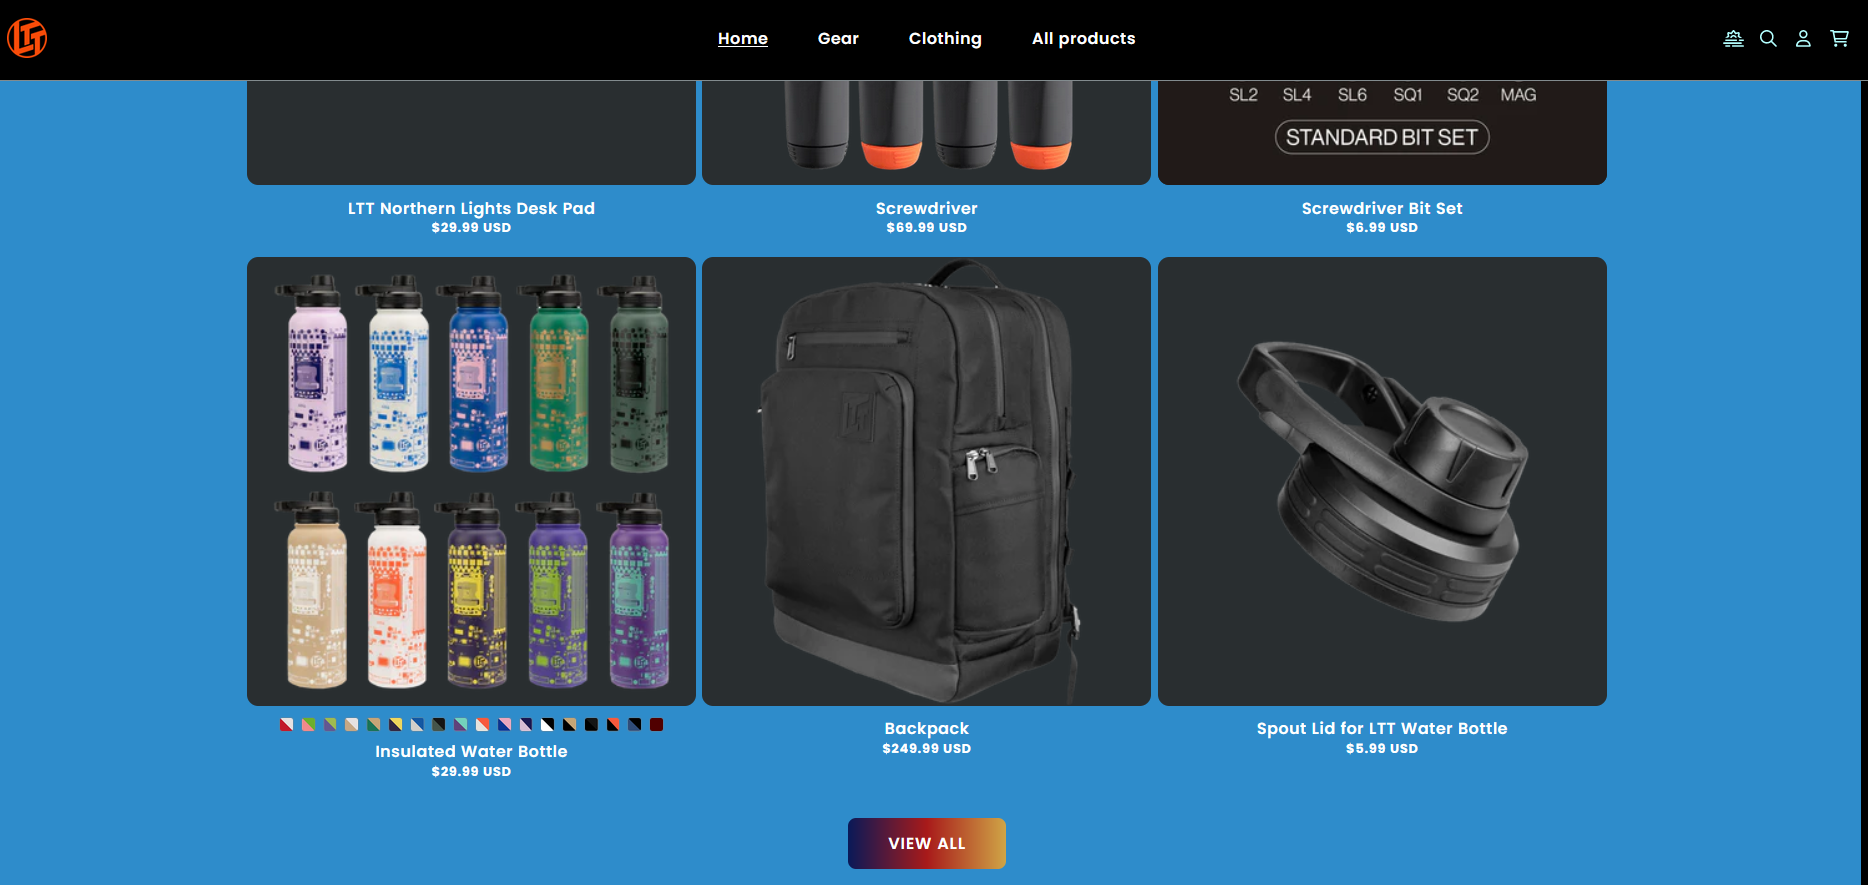 LTT
Home
Gear
Clothing
All products
SL2 SL4 SL6 SQ1 SQ2 MAG
STANDARD BIT SET
LTT Northern Lights Desk Pad
$29.99 USD
Screwdriver
$69.99 USD
Screwdriver Bit Set
$6.99 USD
Insulated Water Bottle
$29.99 USD
Backpack
$249.99 USD
Spout Lid for LTT Water Bottle
$5.99 USD
VIEW ALL